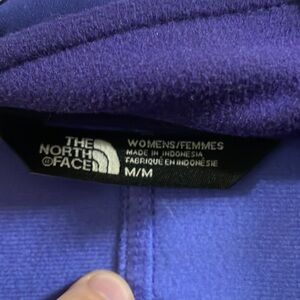 THE
NORTH
FACE
WOMENS/FEMMES
MADE IN INDONESIA
FABRIQUÉ EN INDONÉSIE
M/M